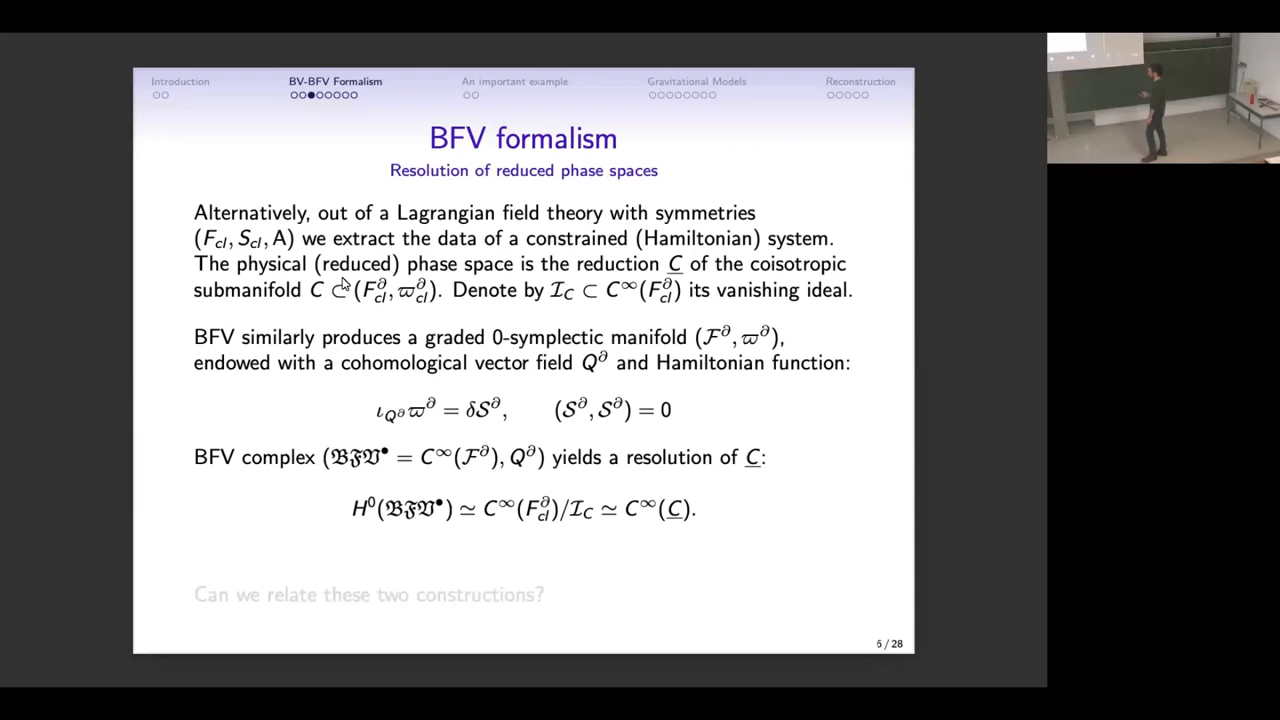 Introduction
BV-BFV Formalism
An important example
Gravitational Models
Reconstruction
BFV formalism
Resolution of reduced phase spaces
Alternatively, out of a Lagrangian field theory with symmetries
(F_cl, S_cl, A) we extract the data of a constrained (Hamiltonian) system.
The physical (reduced) phase space is the reduction C̲ of the coisotropic
submanifold C ⊂ (F^∂_cl, ϖ^∂_cl). Denote by 𝓘_C ⊂ C^∞(F^∂_cl) its vanishing ideal.
BFV similarly produces a graded 0-symplectic manifold (𝓕^∂, ϖ^∂),
endowed with a cohomological vector field Q^∂ and Hamiltonian function:
ι_{Q^∂} ϖ^∂ = δ𝓢^∂, (𝓢^∂, 𝓢^∂) = 0
BFV complex (𝕭𝕱𝖁^• = C^∞(𝓕^∂), Q^∂) yields a resolution of C̲:
H^0(𝕭𝕱𝖁^•) ≃ C^∞(F^∂_cl)/𝓘_C ≃ C^∞(C̲).
Can we relate these two constructions?
6 / 28